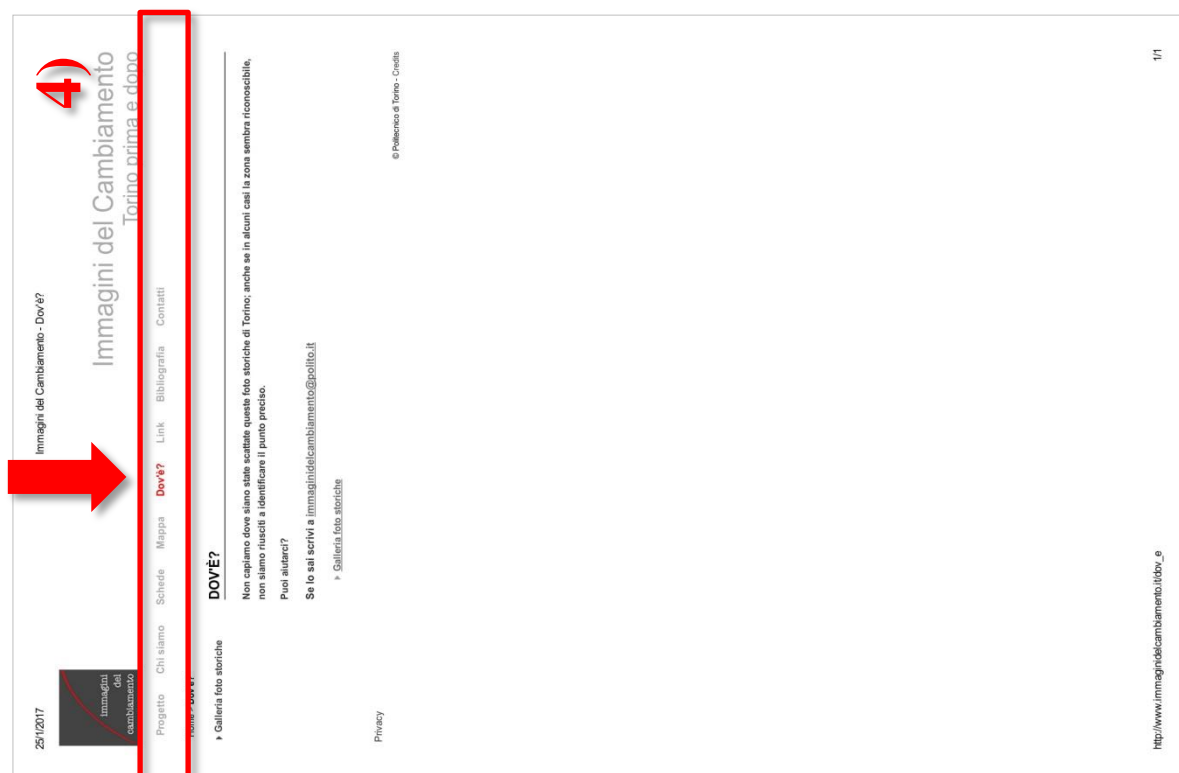 25/1/2017
Immagini del Cambiamento - Dov'è?
4)
immagini
del
cambiamento
Immagini del Cambiamento
Torino prima e dopo
Progetto Chi siamo Schede Mappa Dov'è? Link Bibliografia Contatti
Home > Dov'è?
Galleria foto storiche
DOV'È?
Non capiamo dove siano state scattate queste foto storiche di Torino; anche se in alcuni casi la zona sembra riconoscibile,
non siamo riusciti a identificare il punto preciso.
Puoi aiutarci?
Se lo sai scrivi a immaginidelcambiamento@polito.it
Galleria foto storiche
Privacy
© Politecnico di Torino - Credits
http://www.immaginidelcambiamento.it/dov_e
1/1